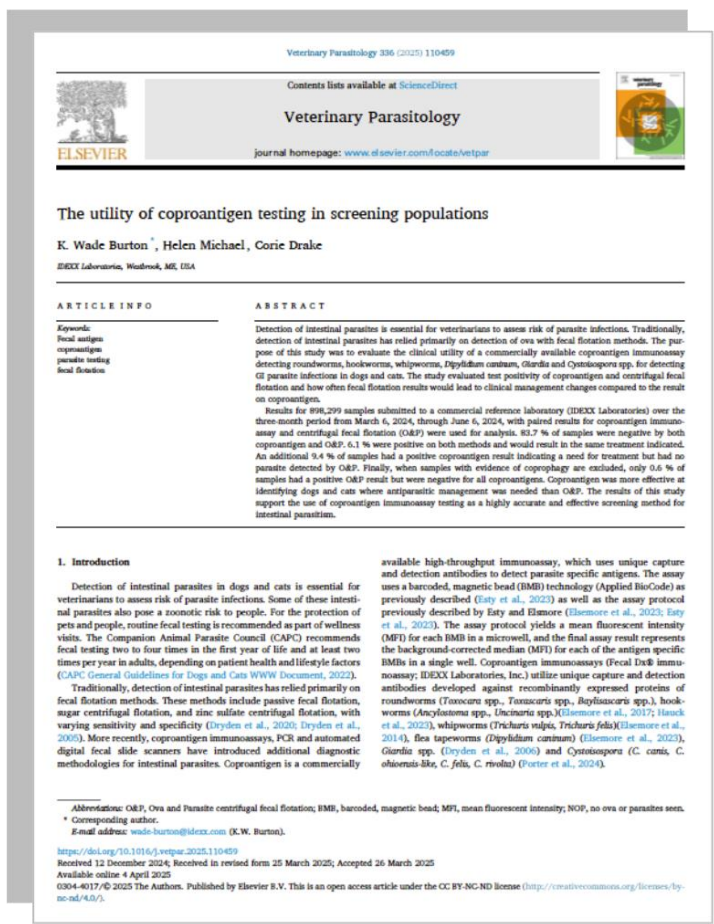 Veterinary Parasitology 336 (2025) 110459
Contents lists available at ScienceDirect
Veterinary Parasitology
journal homepage: www.elsevier.com/locate/vetpar
ELSEVIER
The utility of coproantigen testing in screening populations
K. Wade Burton *, Helen Michael, Corie Drake
IDEXX Laboratories, Westbrook, ME, USA
ARTICLE INFO
Keywords:
Fecal antigen
coproantigen
parasite testing
fecal flotation
ABSTRACT
Detection of intestinal parasites is essential for veterinarians to assess risk of parasite infections. Traditionally,
detection of intestinal parasites has relied primarily on detection of ova with fecal flotation methods. The pur-
pose of this study was to evaluate the clinical utility of a commercially available coproantigen immunoassay
detecting roundworms, hookworms, whipworms, Dipylidium caninum, Giardia and Cystoisospora spp. for detecting
GI parasite infections in dogs and cats. The study evaluated test positivity of coproantigen and centrifugal fecal
flotation and how often fecal flotation results would lead to clinical management changes compared to the result
on coproantigen.
Results for 898,299 samples submitted to a commercial reference laboratory (IDEXX Laboratories) over the
three-month period from March 6, 2024, through June 6, 2024, with paired results for coproantigen immuno-
assay and centrifugal fecal flotation (O&P) were used for analysis. 83.7 % of samples were negative by both
coproantigen and O&P. 6.1 % were positive on both methods and would result in the same treatment indicated.
An additional 9.4 % of samples had a positive coproantigen result indicating a need for treatment but had no
parasite detected by O&P. Finally, when samples with evidence of coprophagy are excluded, only 0.6 % of
samples had a positive O&P result but were negative for all coproantigens. Coproantigen was more effective at
identifying dogs and cats where antiparasitic management was needed than O&P. The results of this study
support the use of coproantigen immunoassay testing as a highly accurate and effective screening method for
intestinal parasitism.
1. Introduction
Detection of intestinal parasites in dogs and cats is essential for
veterinarians to assess risk of parasite infections. Some of these intesti-
nal parasites also pose a zoonotic risk to people. For the protection of
pets and people, routine fecal testing is recommended as part of wellness
visits. The Companion Animal Parasite Council (CAPC) recommends
fecal testing two to four times in the first year of life and at least two
times per year in adults, depending on patient health and lifestyle factors
(CAPC General Guidelines for Dogs and Cats WWW Document, 2022).
Traditionally, detection of intestinal parasites has relied primarily on
fecal flotation methods. These methods include passive fecal flotation,
sugar centrifugal flotation, and zinc sulfate centrifugal flotation, with
varying sensitivity and specificity (Dryden et al., 2020; Dryden et al.,
2005). More recently, coproantigen immunoassays, PCR and automated
digital fecal slide scanners have introduced additional diagnostic
methodologies for intestinal parasites. Coproantigen is a commercially
available high-throughput immunoassay, which uses unique capture
and detection antibodies to detect parasite specific antigens. The assay
uses a barcoded, magnetic bead (BMB) technology (Applied BioCode) as
previously described (Esty et al., 2023) as well as the assay protocol
previously described by Esty and Elsmore (Elsemore et al., 2023; Esty
et al., 2023). The assay protocol yields a mean fluorescent intensity
(MFI) for each BMB in a microwell, and the final assay result represents
the background-corrected median (MFI) for each of the antigen specific
BMBs in a single well. Coproantigen immunoassays (Fecal Dx® immu-
noassay; IDEXX Laboratories, Inc.) utilize unique capture and detection
antibodies developed against recombinantly expressed proteins of
roundworms (Toxocara spp., Toxascaris spp., Baylisascaris spp.), hook-
worms (Ancylostoma spp., Uncinaria spp.)(Elsemore et al., 2017; Hauck
et al., 2023), whipworms (Trichuris vulpis, Trichuris felis)(Elsemore et al.,
2014), flea tapeworms (Dipylidium caninum) (Elsemore et al., 2023),
Giardia spp. (Dryden et al., 2006) and Cystoisospora (C. canis, C.
ohioensis-like, C. felis, C. rivolta) (Porter et al., 2024).
Abbreviations: O&P, Ova and Parasite centrifugal fecal flotation; BMB, barcoded, magnetic bead; MFI, mean fluorescent intensity; NOP, no ova or parasites seen.
* Corresponding author.
E-mail address: wade-burton@idexx.com (K.W. Burton).
https://doi.org/10.1016/j.vetpar.2025.110459
Received 12 December 2024; Received in revised form 25 March 2025; Accepted 26 March 2025
Available online 4 April 2025
0304-4017/© 2025 The Authors. Published by Elsevier B.V. This is an open access article under the CC BY-NC-ND license (http://creativecommons.org/licenses/by-
nc-nd/4.0/).